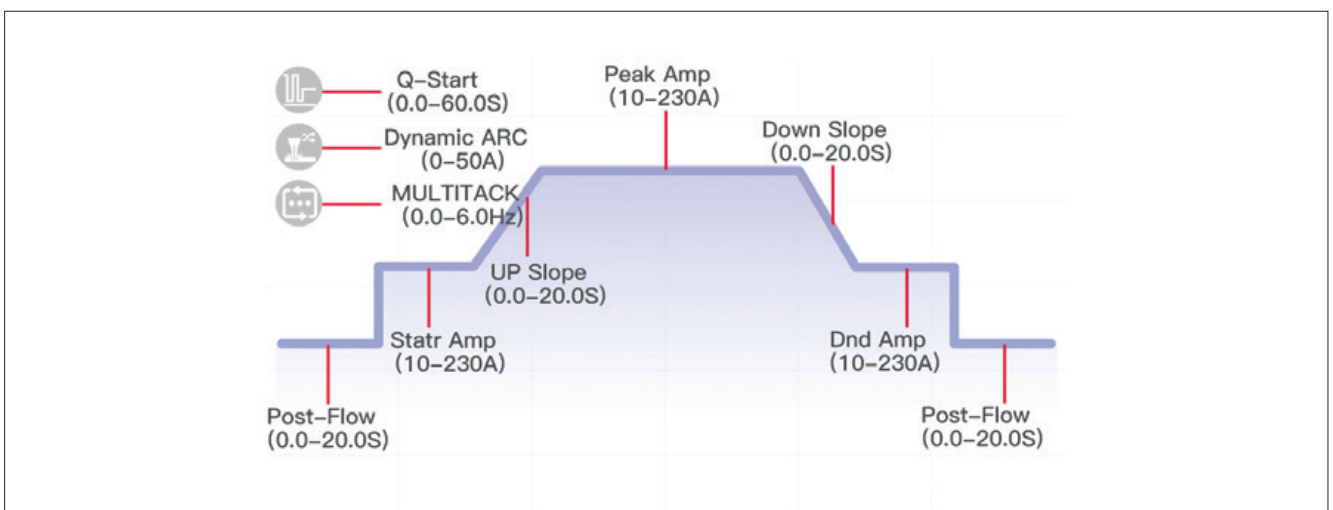 Q-Start
(0.0-60.0S)
Dynamic ARC
(0-50A)
MULTITACK
(0.0-6.0Hz)
Peak Amp
(10-230A)
Down Slope
(0.0-20.0S)
UP Slope
(0.0-20.0S)
Statr Amp
(10-230A)
Dnd Amp
(10-230A)
Post-Flow
(0.0-20.0S)
Post-Flow
(0.0-20.0S)